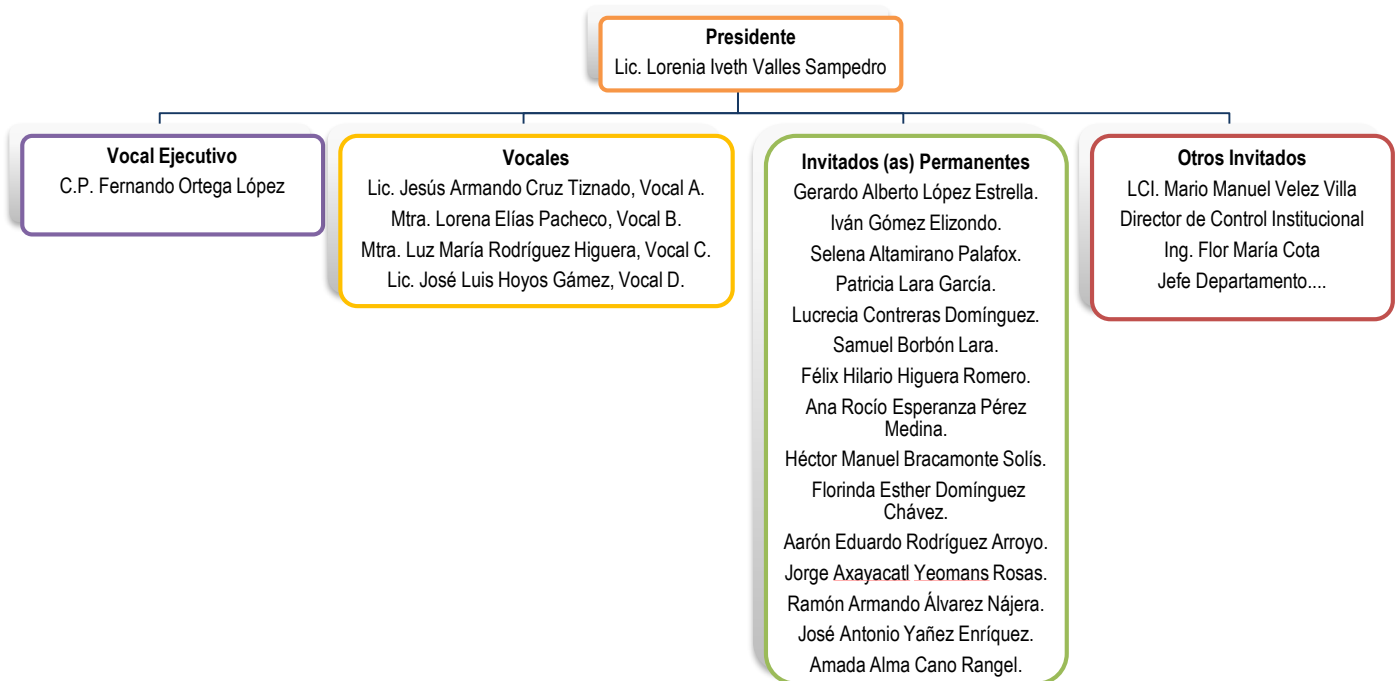 Presidente
Lic. Lorenia Iveth Valles Sampedro
Vocal Ejecutivo
C.P. Fernando Ortega López
Vocales
Lic. Jesús Armando Cruz Tiznado, Vocal A.
Mtra. Lorena Elías Pacheco, Vocal B.
Mtra. Luz María Rodríguez Higuera, Vocal C.
Lic. José Luis Hoyos Gámez, Vocal D.
Invitados (as) Permanentes
Gerardo Alberto López Estrella.
Iván Gómez Elizondo.
Selena Altamirano Palafox.
Patricia Lara García.
Lucrecia Contreras Domínguez.
Samuel Borbón Lara.
Félix Hilario Higuera Romero.
Ana Rocío Esperanza Pérez
Medina.
Héctor Manuel Bracamonte Solís.
Florinda Esther Domínguez
Chávez.
Aarón Eduardo Rodríguez Arroyo.
Jorge Axayacatl Yeomans Rosas.
Ramón Armando Álvarez Nájera.
José Antonio Yañez Enríquez.
Amada Alma Cano Rangel.
Otros Invitados
LCI. Mario Manuel Velez Villa
Director de Control Institucional
Ing. Flor María Cota
Jefe Departamento....